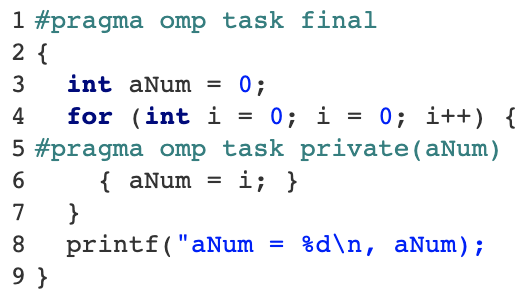 1 #pragma omp task final
2 {
3   int aNum = 0;
4   for (int i = 0; i = 0; i++) {
5 #pragma omp task private(aNum)
6     { aNum = i; }
7   }
8   printf("aNum = %d\n, aNum);
9 }